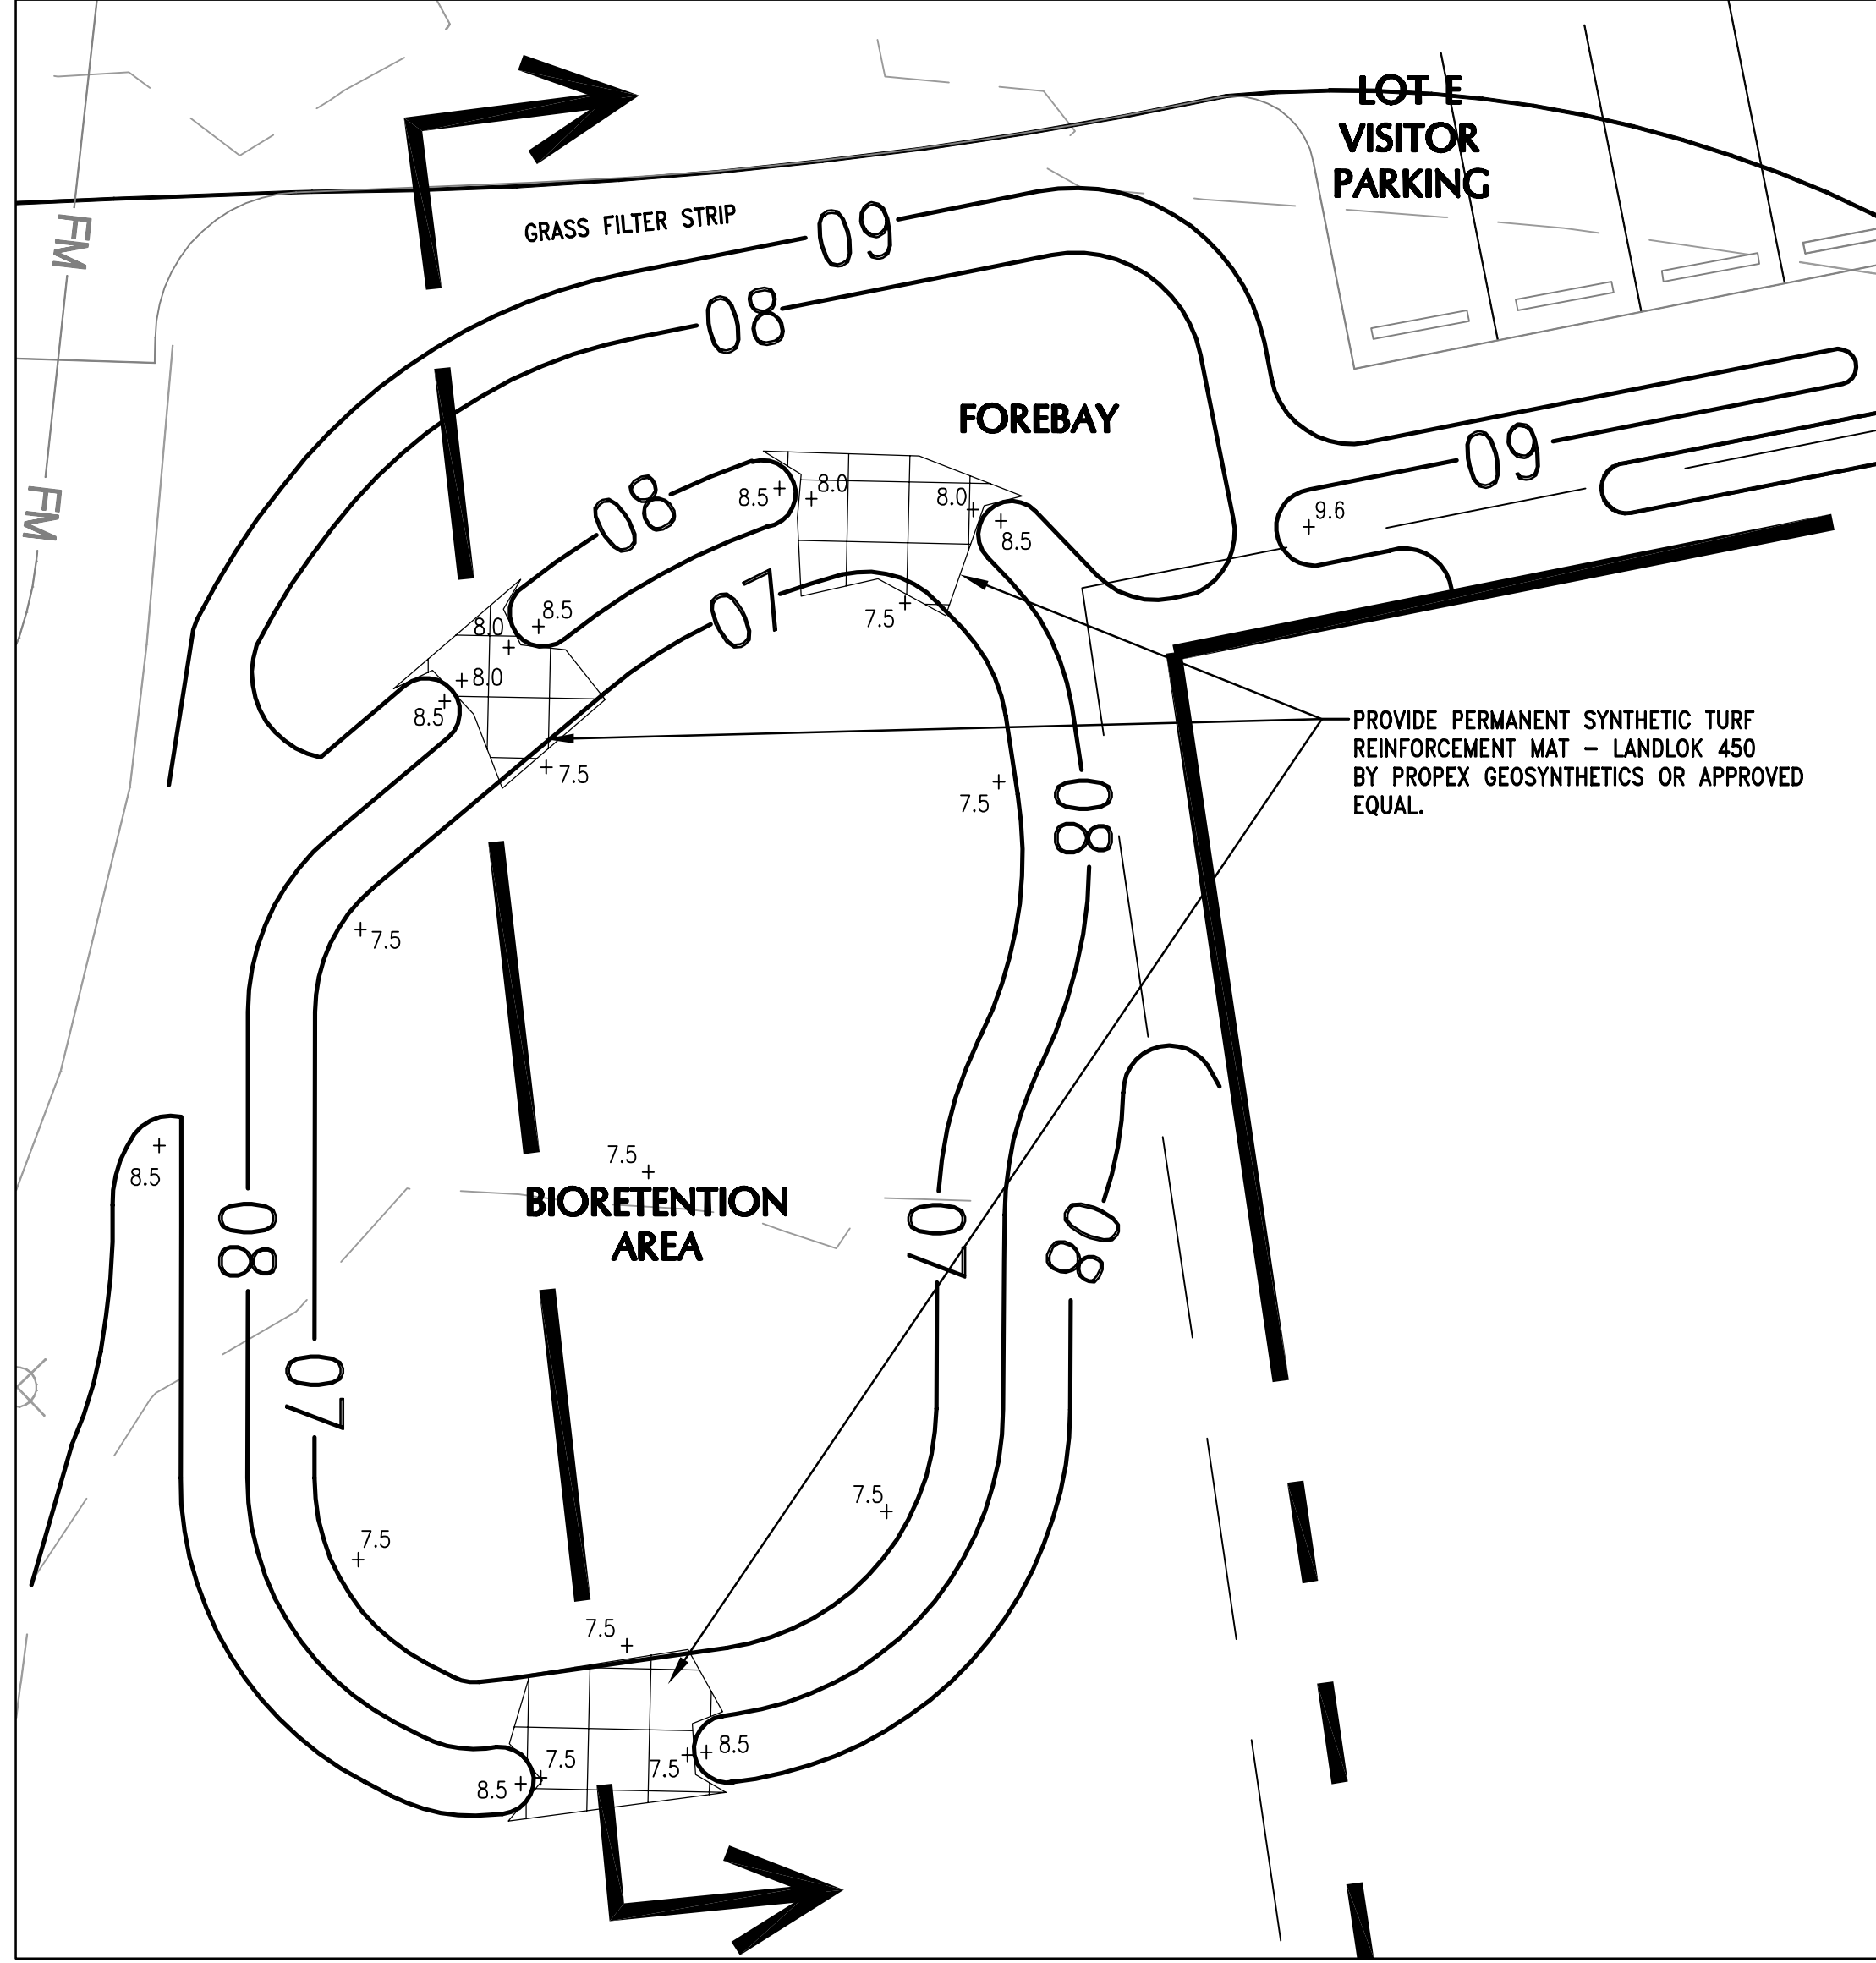 LOT E
VISITOR
PARKING
FM
GRASS FILTER STRIP
09
08
FOREBAY
09
08
8.5
8.0
8.0
8.5
9.6
FM
8.5
8.0
07
7.5
8.0
8.5
7.5
PROVIDE PERMANENT SYNTHETIC TURF
REINFORCEMENT MAT – LANDLOK 450
BY PROPEX GEOSYNTHETICS OR APPROVED
EQUAL.
7.5
08
7.5
8.5
7.5
BIORETENTION
AREA
08
07
08
07
7.5
7.5
7.5
7.5
7.5
8.5
8.5